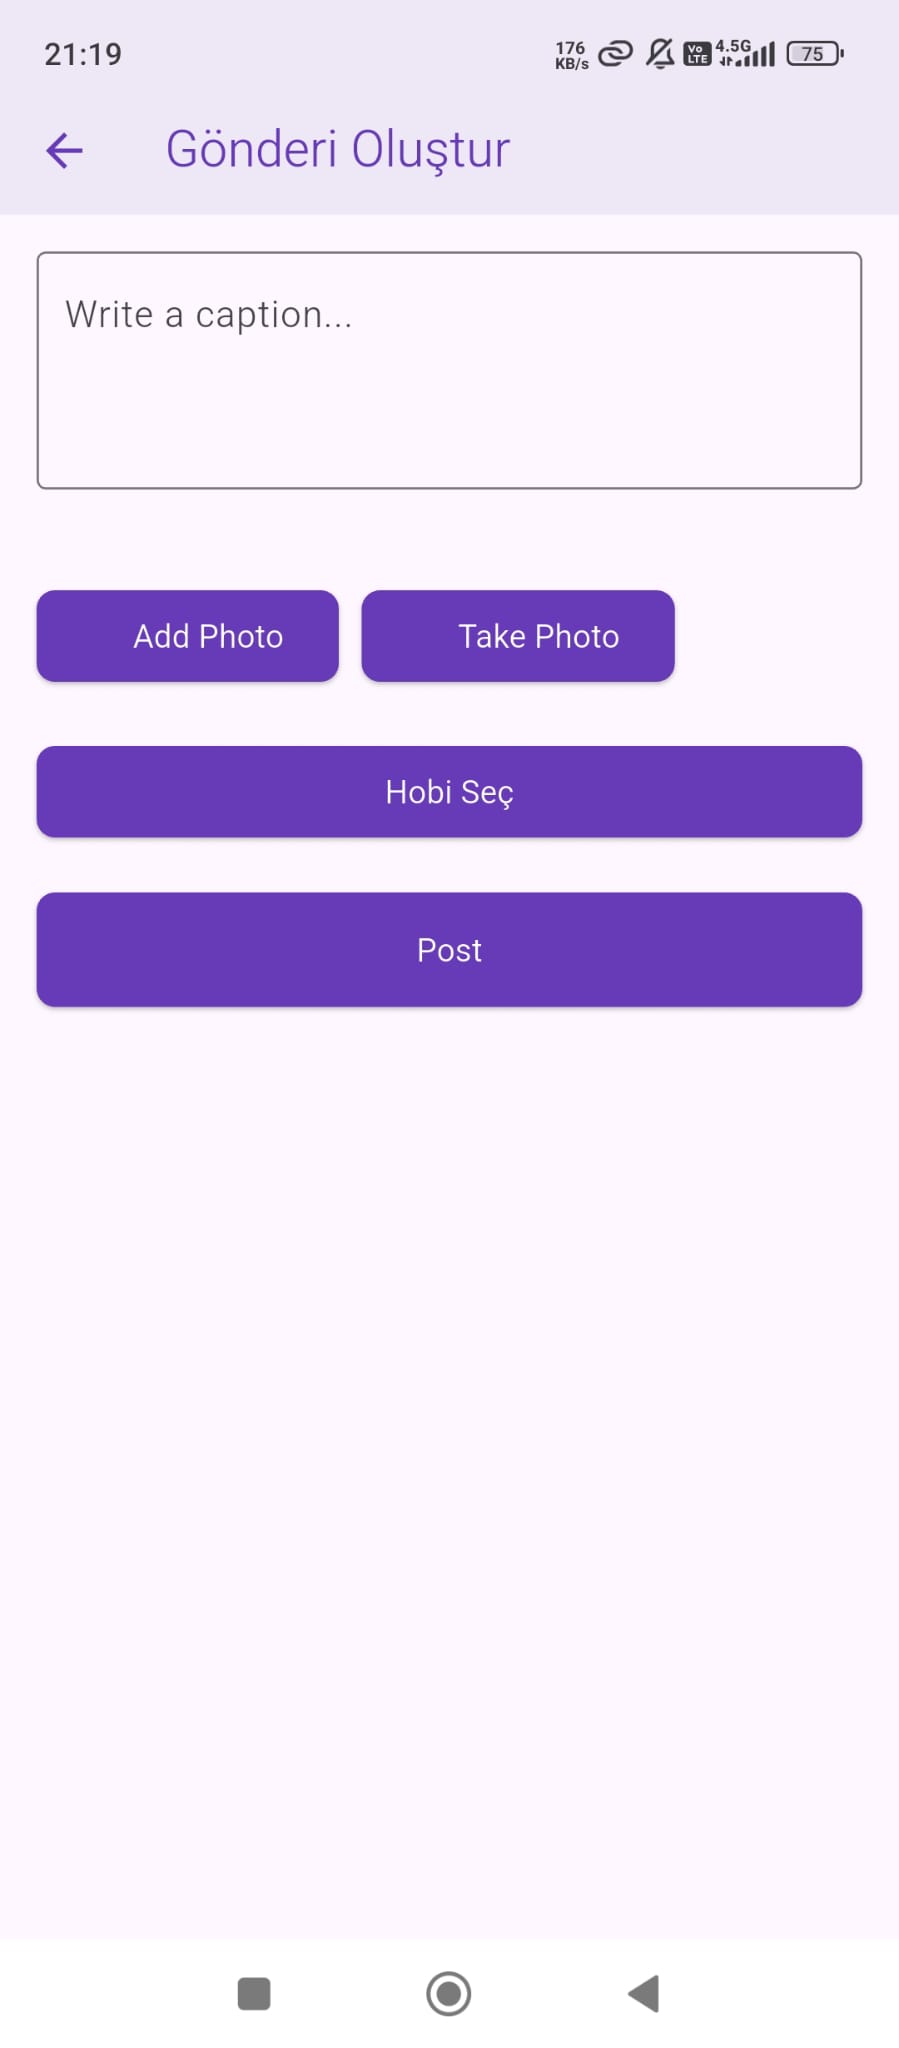 21:19
176
KB/s
Vo
LTE
4.5G
75
Gönderi Oluştur
Write a caption...
Add Photo
Take Photo
Hobi Seç
Post